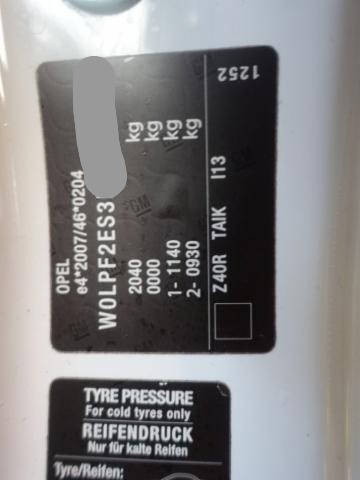 OPEL
e4*2007/46*0204
W0LPF2ES3
2040 kg
0000 kg
1- 1140 kg
2- 0930 kg
Z40R TAIK I13
1252
TYRE PRESSURE
For cold tyres only
REIFENDRUCK
Nur für kalte Reifen
Tyre/Reifen: